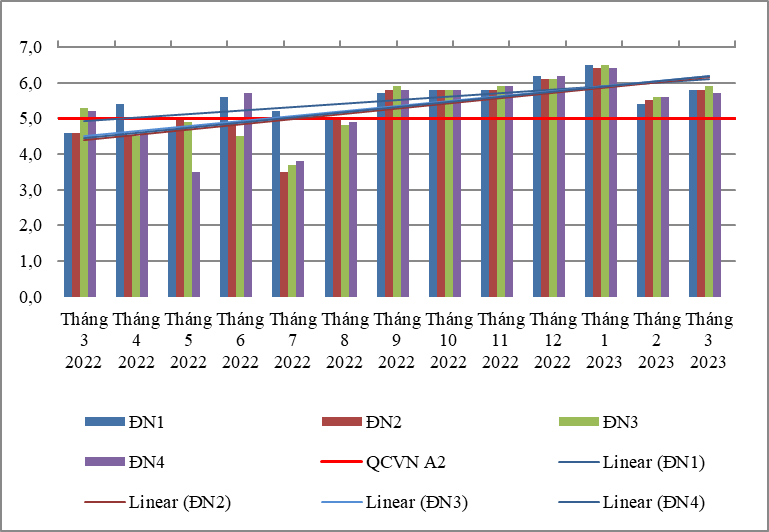 7,0
6,0
5,0
4,0
3,0
2,0
1,0
0,0
Tháng 3 2022
Tháng 4 2022
Tháng 5 2022
Tháng 6 2022
Tháng 7 2022
Tháng 8 2022
Tháng 9 2022
Tháng 10 2022
Tháng 11 2022
Tháng 12 2022
Tháng 1 2023
Tháng 2 2023
Tháng 3 2023
ĐN1
ĐN2
ĐN3
ĐN4
QCVN A2
Linear (ĐN1)
Linear (ĐN2)
Linear (ĐN3)
Linear (ĐN4)